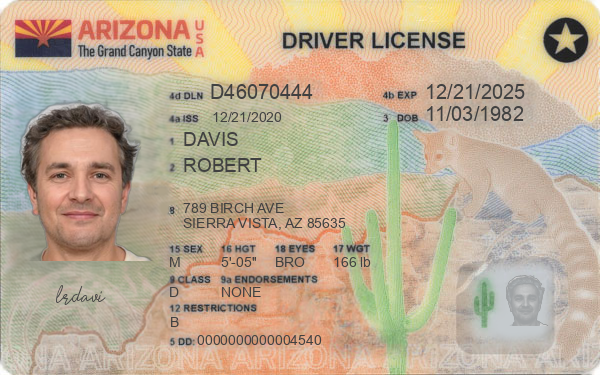 ARIZONA USA
The Grand Canyon State
DRIVER LICENSE
4d DLN D46070444
4b EXP 12/21/2025
4a ISS 12/21/2020
3 DOB 11/03/1982
1 DAVIS
2 ROBERT
8 789 BIRCH AVE
SIERRA VISTA, AZ 85635
15 SEX 16 HGT 18 EYES 17 WGT
M 5'-05" BRO 166 lb
9 CLASS 9a ENDORSEMENTS
D NONE
12 RESTRICTIONS
B
5 DD: 0000000000004540
lrdavi
ONA ARIZONA ARIZONA ARIZONA ARIZONA ARIZON